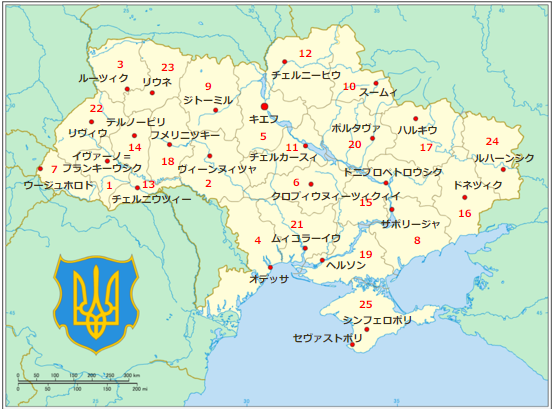 12
3
23
チェルニーヒウ
ルーツィク
リウネ
9
10
スームィ
ジトーミル
22
キエフ
テルノービリ
リヴィウ
5
ポルタヴァ
ハルキウ
14
フメリニツキー
11
20
17
24
イヴァーノ=
フランキーウシク
チェルカースィ
ルハーンシク
7
18
ヴィーンヌィツャ
ドニプロペトロウシク
ウージュホロド
1
13
2
6
ドネツィク
チェルニウツィー
クロプィウヌィーツィクィイ
15
16
ザポリージャ
21
4
ムィコラーイウ
8
19
ヘルソン
オデッサ
25
シンフェロポリ
セヴァストポリ
0
50
100
150
200 km
0
50
100
150
200 mi